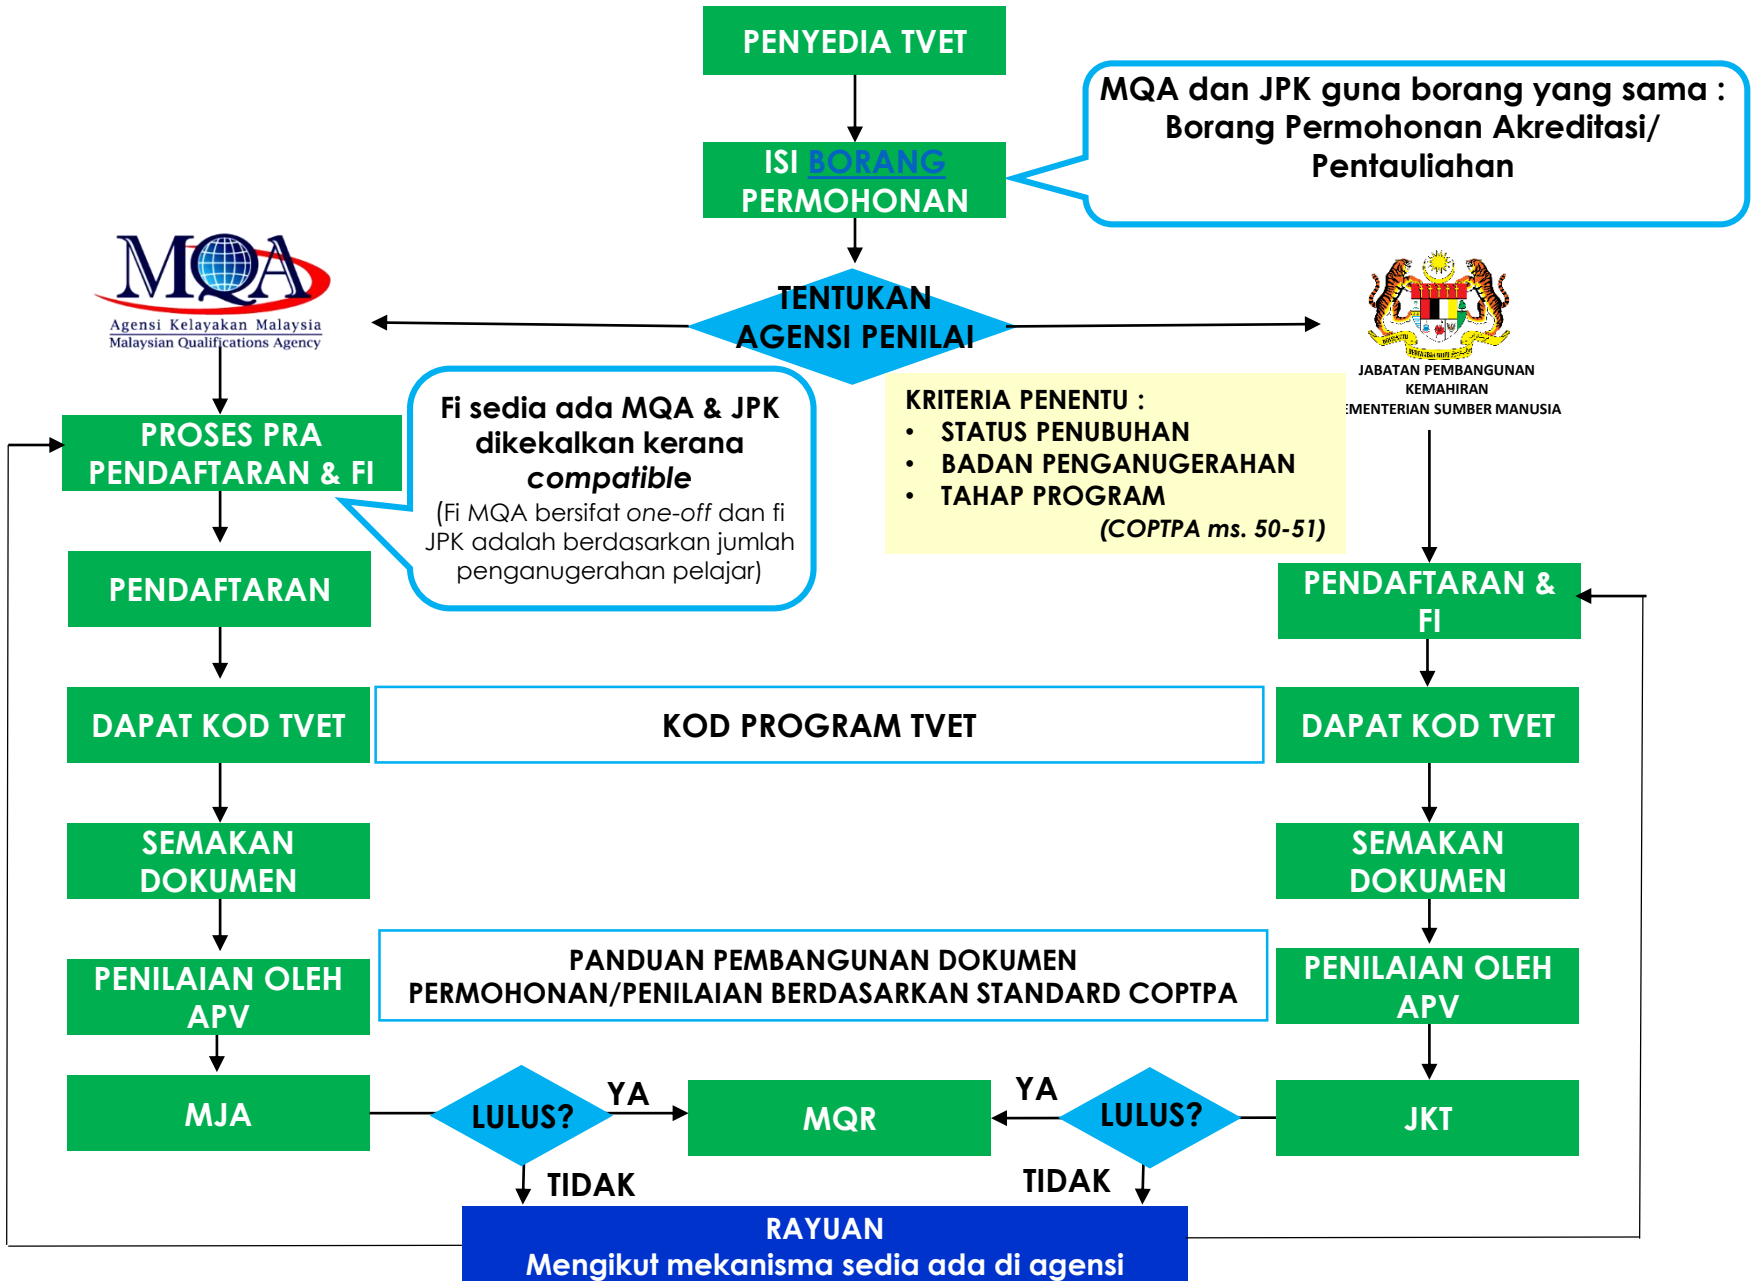 PENYEDIA TVET
MQA dan JPK guna borang yang sama :
Borang Permohonan Akreditasi/
Pentauliahan
ISI BORANG
PERMOHONAN
MQA
Agensi Kelayakan Malaysia
Malaysian Qualifications Agency
TENTUKAN
AGENSI PENILAI
JABATAN PEMBANGUNAN
KEMAHIRAN
EMENTERIAN SUMBER MANUSIA
Fi sedia ada MQA & JPK
dikekalkan kerana
compatible
(Fi MQA bersifat one-off dan fi
JPK adalah berdasarkan jumlah
penganugerahan pelajar)
KRITERIA PENENTU :
• STATUS PENUBUHAN
• BADAN PENGANUGERAHAN
• TAHAP PROGRAM
(COPTPA ms. 50-51)
PROSES PRA
PENDAFTARAN & FI
PENDAFTARAN
PENDAFTARAN &
FI
DAPAT KOD TVET
KOD PROGRAM TVET
DAPAT KOD TVET
SEMAKAN
DOKUMEN
SEMAKAN
DOKUMEN
PENILAIAN OLEH
APV
PANDUAN PEMBANGUNAN DOKUMEN
PERMOHONAN/PENILAIAN BERDASARKAN STANDARD COPTPA
PENILAIAN OLEH
APV
MJA
LULUS?
YA
MQR
YA
LULUS?
JKT
TIDAK
TIDAK
RAYUAN
Mengikut mekanisma sedia ada di agensi